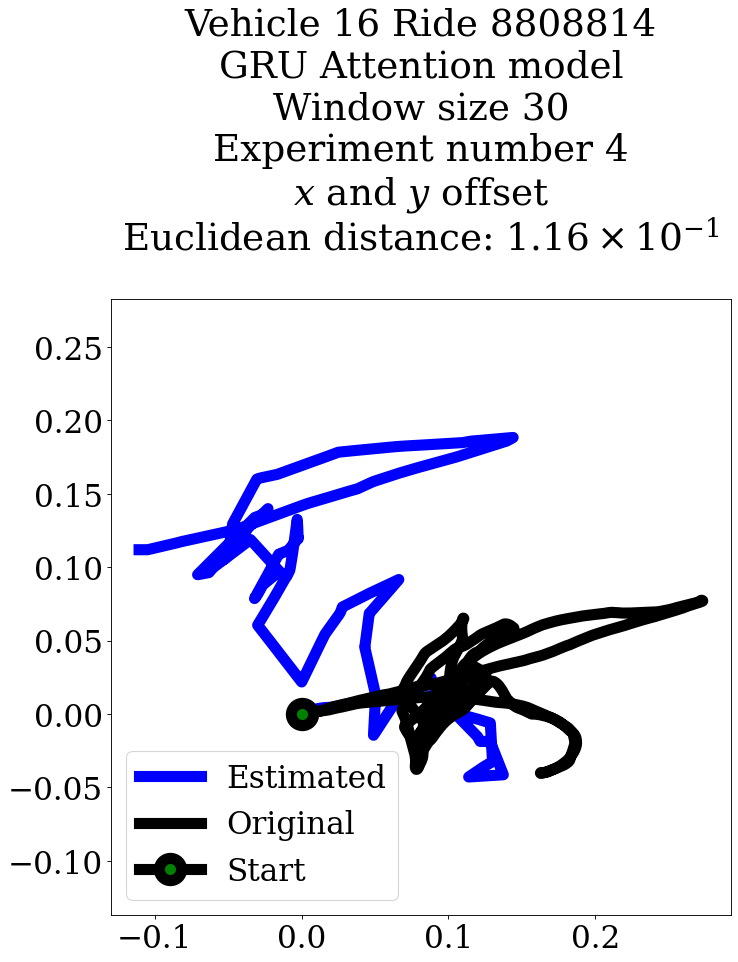 Vehicle 16 Ride 8808814
GRU Attention model
Window size 30
Experiment number 4
x and y offset
Euclidean distance: 1.16 × 10⁻¹
0.25
0.20
0.15
0.10
0.05
0.00
−0.05
−0.10
Estimated
Original
Start
−0.1 0.0 0.1 0.2